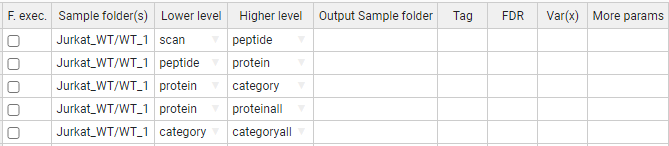 F. exec. Sample folder(s) Lower level Higher level Output Sample folder Tag FDR Var(x) More params
Jurkat_WT/WT_1 scan peptide
Jurkat_WT/WT_1 peptide protein
Jurkat_WT/WT_1 protein category
Jurkat_WT/WT_1 protein proteinall
Jurkat_WT/WT_1 category categoryall